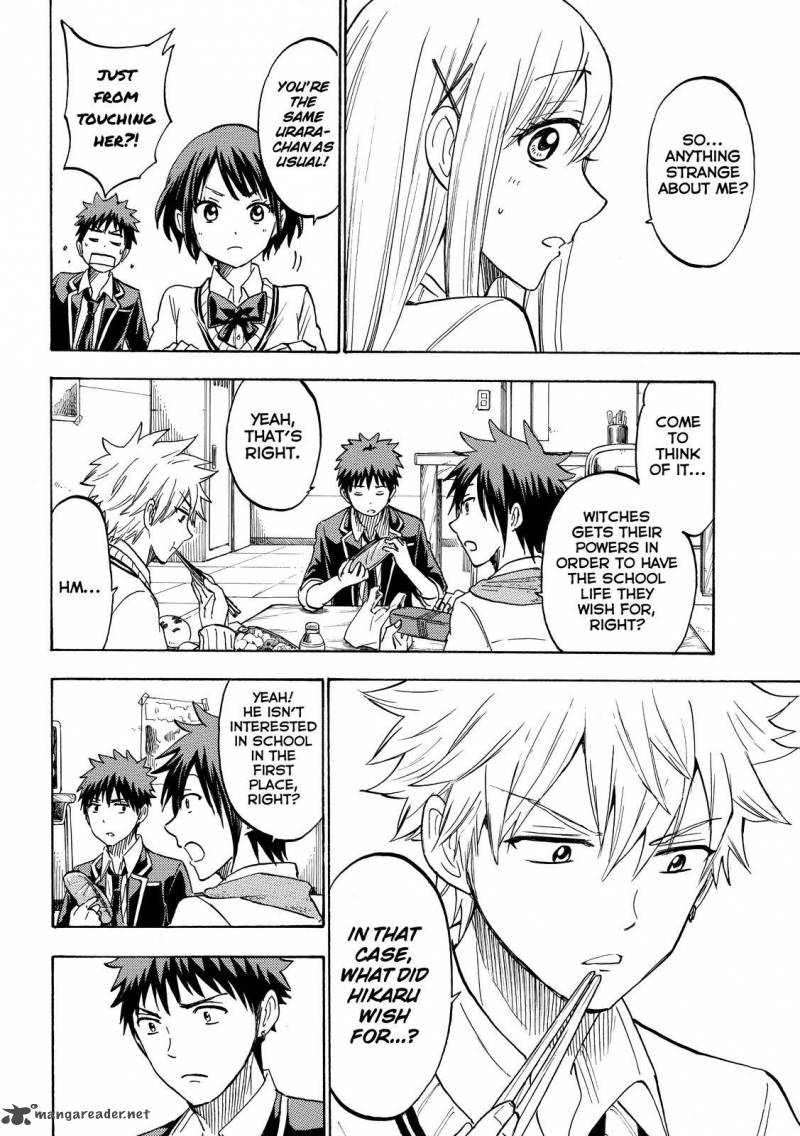 SO...
ANYTHING
STRANGE
ABOUT ME?
YOU'RE
THE
SAME
URARA-
CHAN AS
USUAL!
JUST
FROM
TOUCHING
HER?!
COME
TO
THINK
OF IT...
WITCHES
GETS THEIR
POWERS IN
ORDER TO HAVE
THE SCHOOL
LIFE THEY
WISH FOR,
RIGHT?
YEAH,
THAT'S
RIGHT.
HM...
IN THAT
CASE,
WHAT DID
HIKARU
WISH
FOR...?
YEAH!
HE ISN'T
INTERESTED
IN SCHOOL
IN THE
FIRST
PLACE,
RIGHT?
mangareader.net